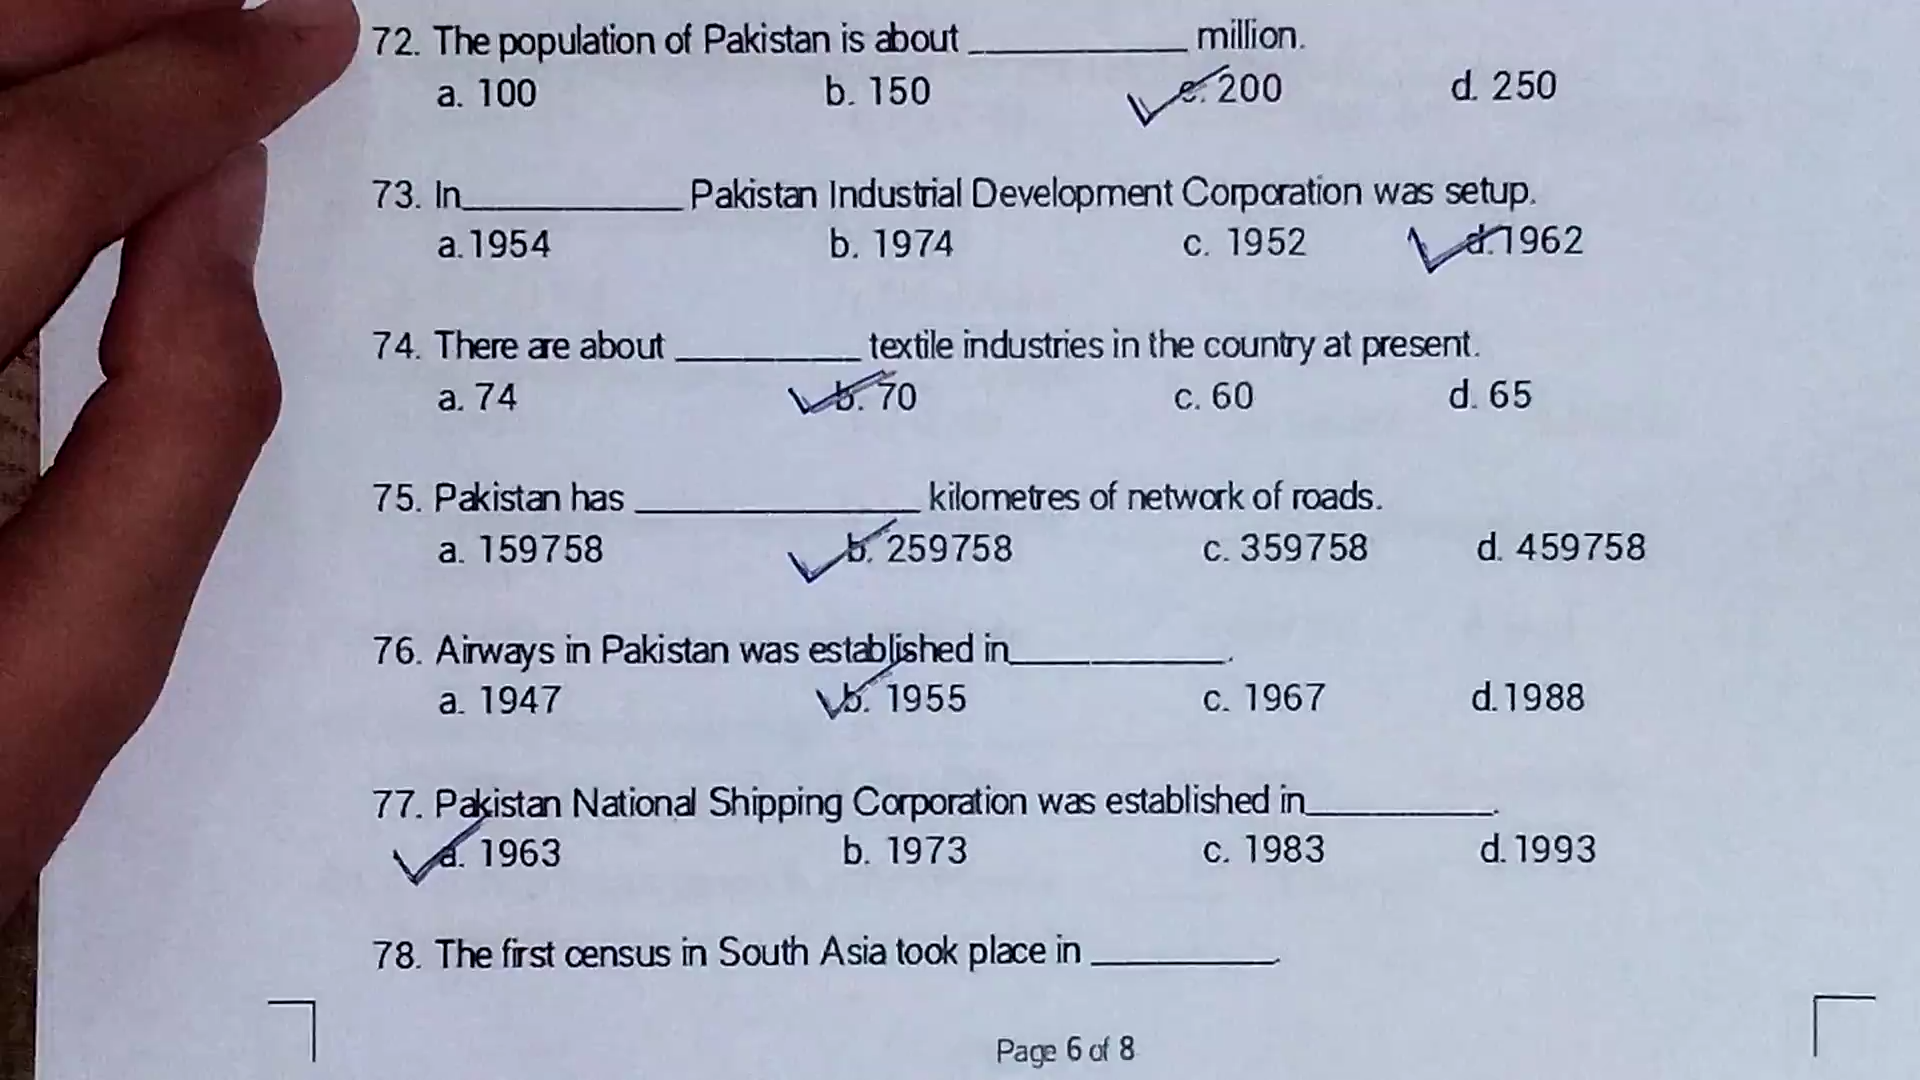 72. The population of Pakistan is about ____________ million.
a. 100 b. 150 c. 200 d. 250
73. In____________ Pakistan Industrial Development Corporation was setup.
a. 1954 b. 1974 c. 1952 d. 1962
74. There are about __________ textile industries in the country at present.
a. 74 b. 70 c. 60 d. 65
75. Pakistan has _______________ kilometres of network of roads.
a. 159758 b. 259758 c. 359758 d. 459758
76. Airways in Pakistan was established in____________.
a. 1947 b. 1955 c. 1967 d.1988
77. Pakistan National Shipping Corporation was established in__________.
a. 1963 b. 1973 c. 1983 d. 1993
78. The first census in South Asia took place in __________.
Page 6 of 8